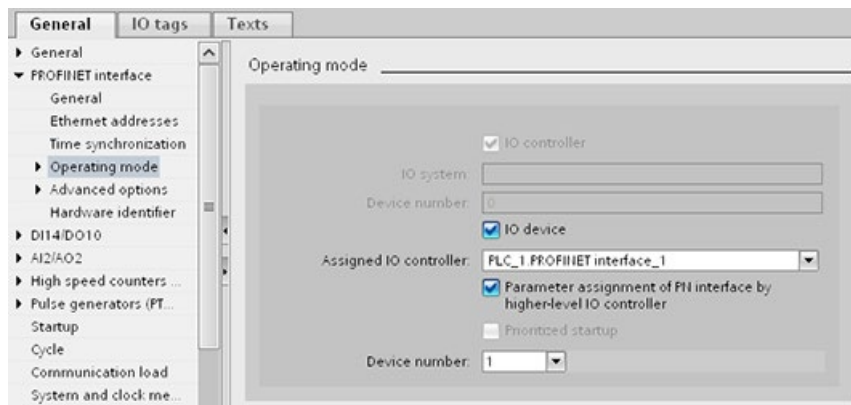 General IO tags Texts
General
PROFINET interface
General
Ethernet addresses
Time synchronization
Operating mode
Advanced options
Hardware identifier
DI14/DO10
AI2/AO2
High speed counters ...
Pulse generators (PT...
Startup
Cycle
Communication load
System and clock me...
Operating mode
IO controller
IO system:
Device number: 0
IO device
Assigned IO controller: PLC_1.PROFINET interface_1
Parameter assignment of PN interface by
higher-level IO controller
Prioritized startup
Device number: 1